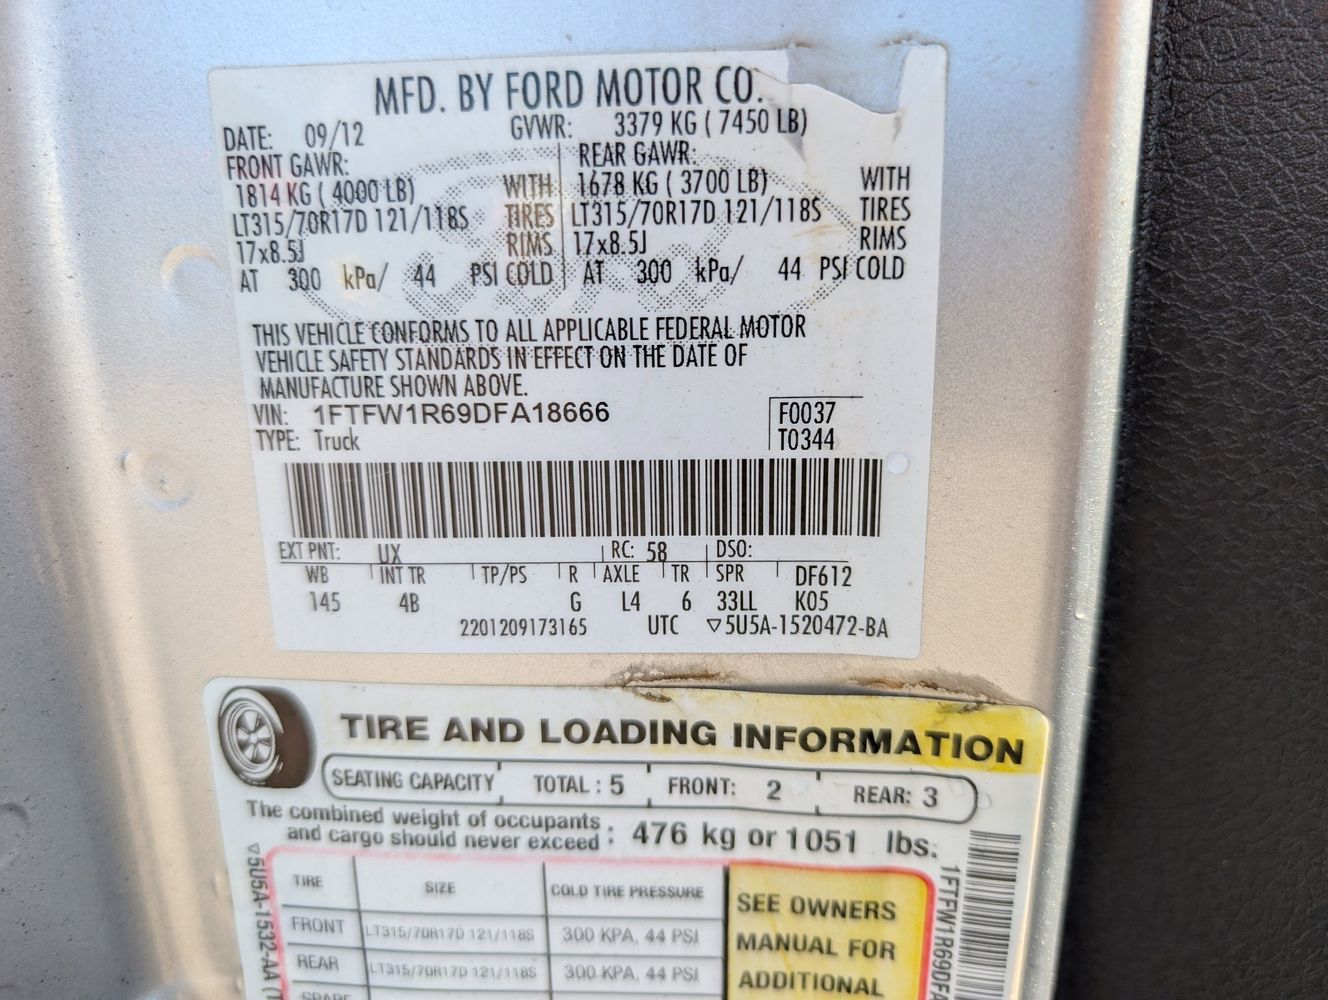 MFD. BY FORD MOTOR CO.
DATE: 09/12 GVWR: 3379 KG ( 7450 LB)
FRONT GAWR: REAR GAWR:
1814 KG ( 4000 LB) WITH 1678 KG ( 3700 LB) WITH
LT315/70R17D 121/118S TIRES LT315/70R17D 121/118S TIRES
17x8.5J RIMS 17x8.5J RIMS
AT 300 kPa/ 44 PSI COLD AT 300 kPa/ 44 PSI COLD
THIS VEHICLE CONFORMS TO ALL APPLICABLE FEDERAL MOTOR
VEHICLE SAFETY STANDARDS IN EFFECT ON THE DATE OF
MANUFACTURE SHOWN ABOVE.
VIN: 1FTFW1R69DFA18666 F0037
TYPE: Truck T0344
EXT PNT: UX RC: 58 DSO:
WB INT TR TP/PS R AXLE TR SPR DF612
145 4B G L4 6 33LL K05
2201209173165 UTC ▽5U5A-1520472-BA
TIRE AND LOADING INFORMATION
SEATING CAPACITY TOTAL : 5 FRONT: 2 REAR: 3
The combined weight of occupants
and cargo should never exceed : 476 kg or 1051 lbs.
TIRE SIZE COLD TIRE PRESSURE
FRONT LT315/70R17D 121/118S 300 KPA, 44 PSI
REAR LT315/70R17D 121/118S 300 KPA, 44 PSI
SPARE
SEE OWNERS
MANUAL FOR
ADDITIONAL
▽5U5A-1532-AA (T
1FTFW1R69DFA